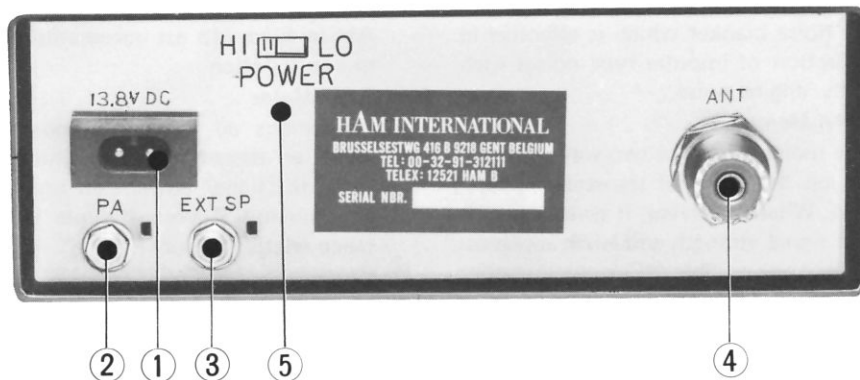 HI LO
POWER
13.8V DC
ANT
HAM INTERNATIONAL
BRUSSELSESTWG 416 B 9218 GENT BELGIUM
TEL: 00-32-91-312111
TELEX: 12521 HAM B
SERIAL NBR.
PA
EXT SP
2
1
3
5
4